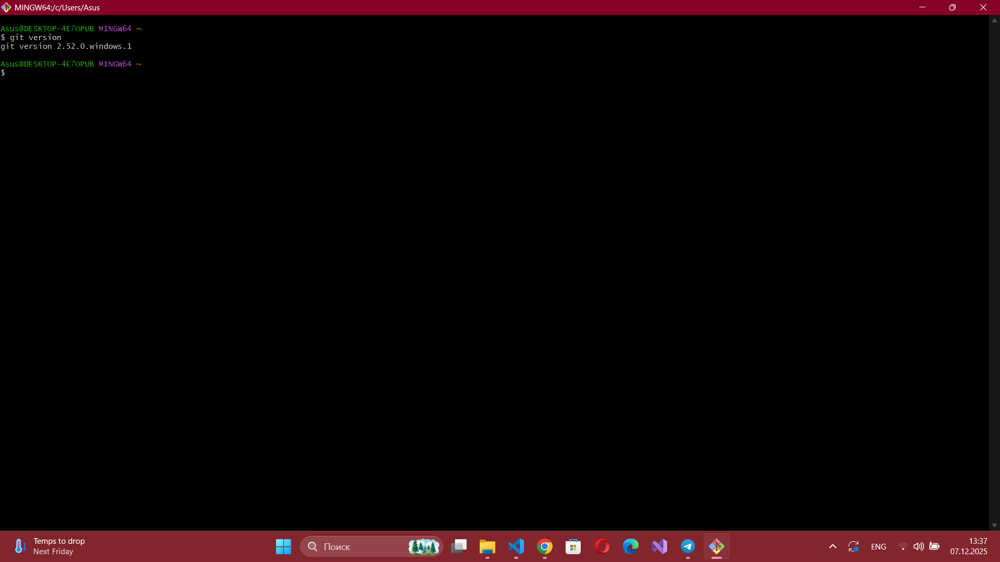 MINGW64:/c/Users/Asus
Asus@DESKTOP-4E7OPUB MINGW64 ~
$ git version
git version 2.52.0.windows.1
Asus@DESKTOP-4E7OPUB MINGW64 ~
$
Temps to drop
Next Friday
Поиск
ENG
13:37
07.12.2025